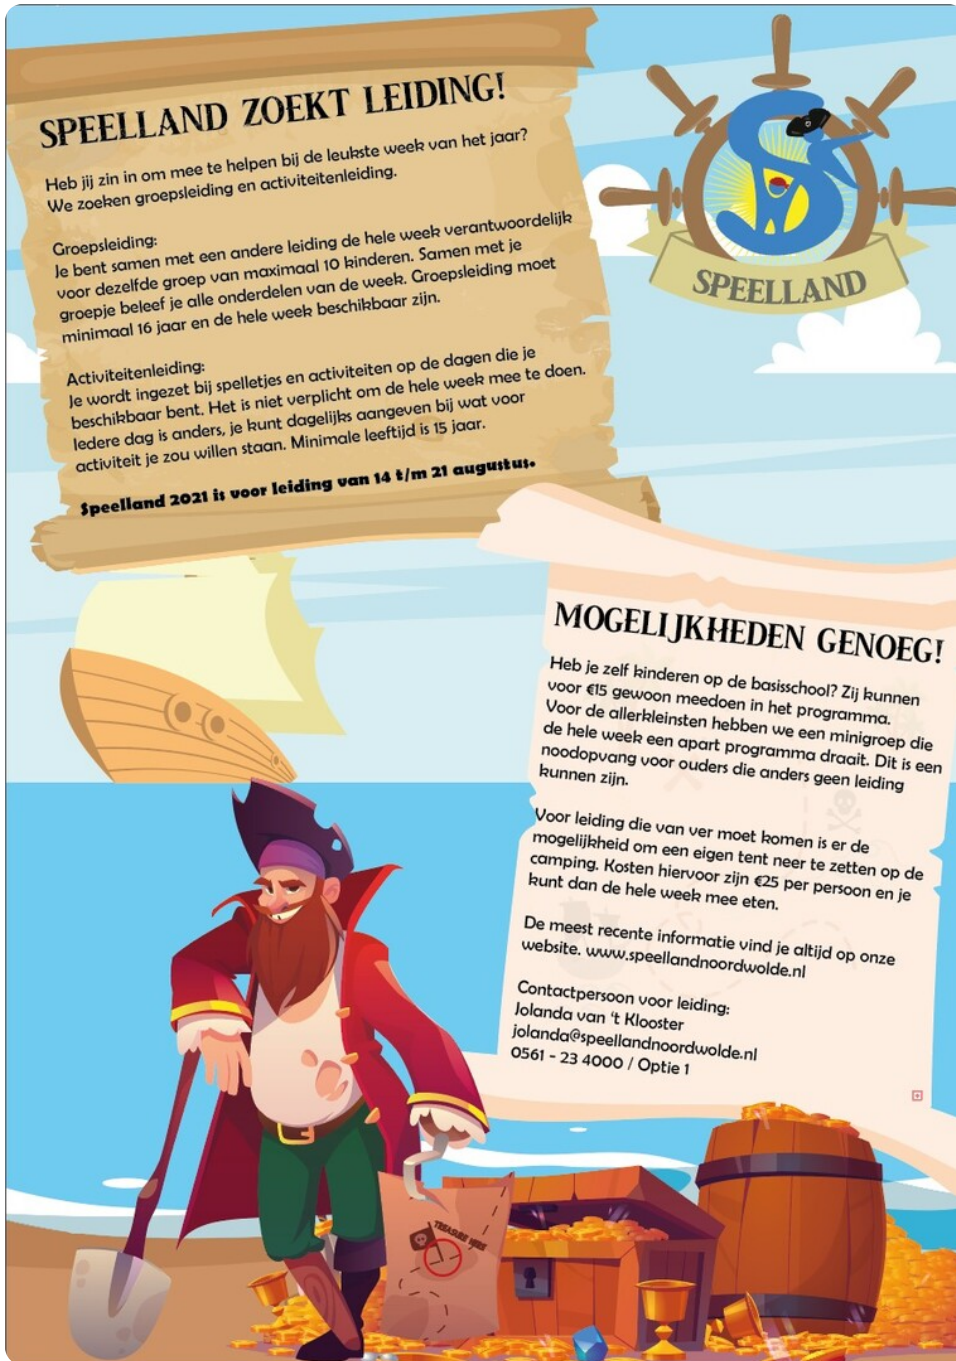 SPEELLAND ZOEKT LEIDING!
Heb jij zin in om mee te helpen bij de leukste week van het jaar?
We zoeken groepsleiding en activiteitenleiding.
Groepsleiding:
Je bent samen met een andere leiding de hele week verantwoordelijk
voor dezelfde groep van maximaal 10 kinderen. Samen met je
groepje beleef je alle onderdelen van de week. Groepsleiding moet
minimaal 16 jaar en de hele week beschikbaar zijn.
Activiteitenleiding:
Je wordt ingezet bij spelletjes en activiteiten op de dagen die je
beschikbaar bent. Het is niet verplicht om de hele week mee te doen.
Iedere dag is anders, je kunt dagelijks aangeven bij wat voor
activiteit je zou willen staan. Minimale leeftijd is 15 jaar.
Speelland 2021 is voor leiding van 14 t/m 21 augustus.
SPEELLAND
MOGELIJKHEDEN GENOEG!
Heb je zelf kinderen op de basisschool? Zij kunnen
voor €15 gewoon meedoen in het programma.
Voor de allerkleinsten hebben we een minigroep die
de hele week een apart programma draait. Dit is een
noodopvang voor ouders die anders geen leiding
kunnen zijn.
Voor leiding die van ver moet komen is er de
mogelijkheid om een eigen tent neer te zetten op de
camping. Kosten hiervoor zijn €25 per persoon en je
kunt dan de hele week mee eten.
De meest recente informatie vind je altijd op onze
website. www.speellandnoordwolde.nl
Contactpersoon voor leiding:
Jolanda van 't Klooster
jolanda@speellandnoordwolde.nl
0561 - 23 4000 / Optie 1
TREASURE HERE